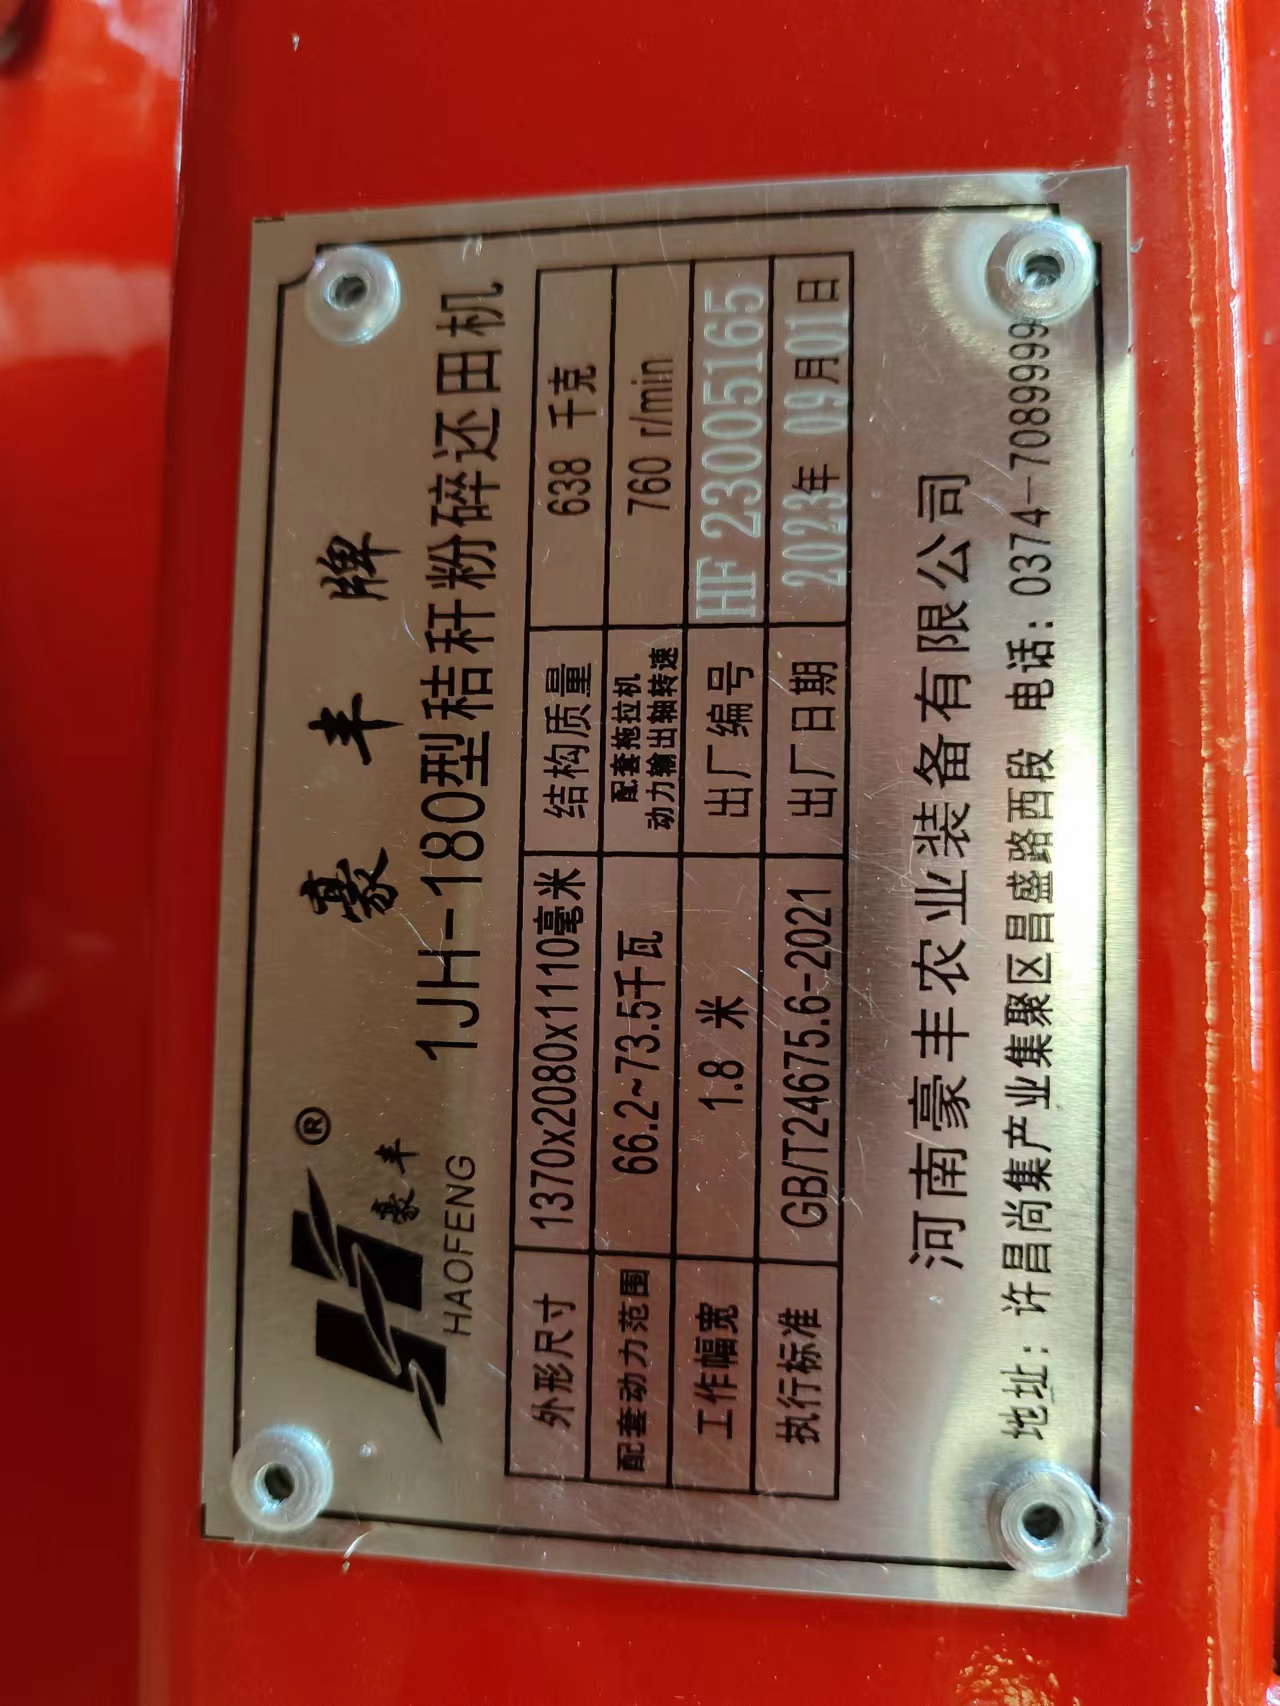 ®
豪丰
HAOFENG
豪丰牌
1JH-180型秸秆粉碎还田机
外形尺寸 1370x2080x1110毫米 结构质量 638 千克
配套动力范围 66.2~73.5千瓦 配套拖拉机动力输出轴转速 760 r/min
工作幅宽 1.8 米 出厂编号 HF 23005165
执行标准 GB/T24675.6-2021 出厂日期 2023年 09月01日
河南豪丰农业装备有限公司
地址：许昌尚集产业集聚区昌盛路西段 电话：0374-7089999